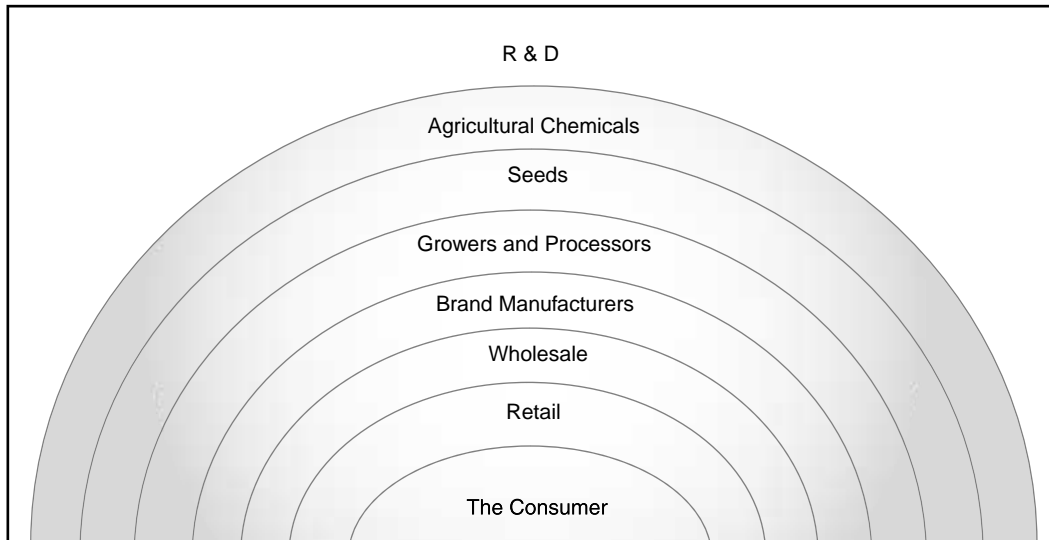 R & D
Agricultural Chemicals
Seeds
Growers and Processors
Brand Manufacturers
Wholesale
Retail
The Consumer